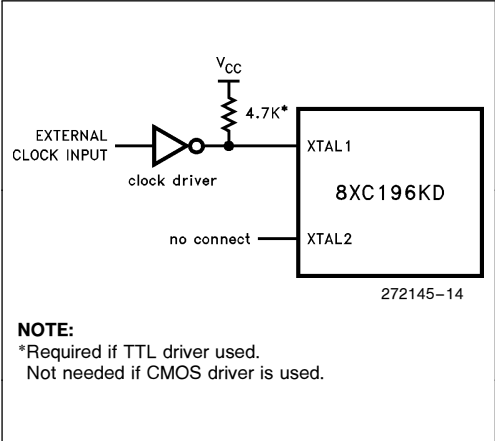 VCC
4.7K*
EXTERNAL
CLOCK INPUT
XTAL1
clock driver
8XC196KD
no connect
XTAL2
272145–14
NOTE:
*Required if TTL driver used.
Not needed if CMOS driver is used.